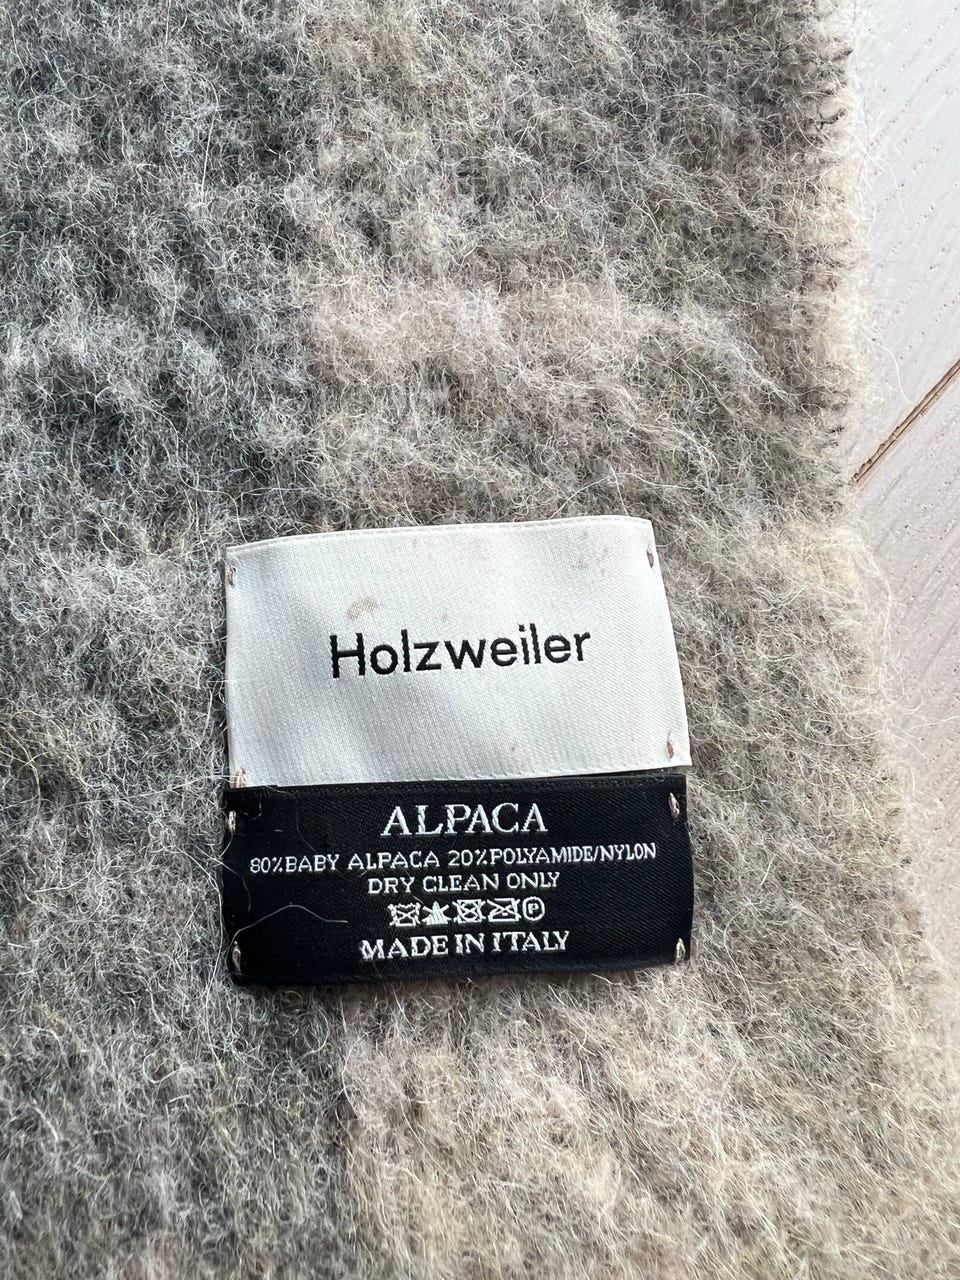 Holzweiler
ALPACA
80%BABY ALPACA 20%POLYAMIDE/NYLON
DRY CLEAN ONLY
P
MADE IN ITALY